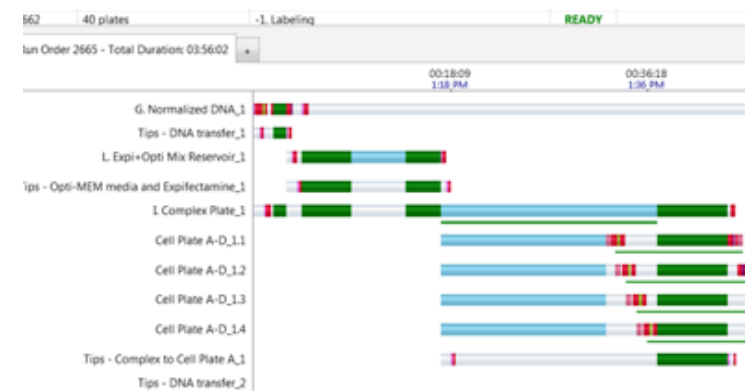 662 40 plates -1. Labeling READY
Run Order 2665 - Total Duration: 03:56:02 +
00:18:09 00:36:18
1:18 PM 1:36 PM
G. Normalized DNA_1
Tips - DNA transfer_1
L. Expi+Opti Mix Reservoir_1
Tips - Opti-MEM media and Expifectamine_1
I. Complex Plate_1
Cell Plate A-D_1.1
Cell Plate A-D_1.2
Cell Plate A-D_1.3
Cell Plate A-D_1.4
Tips - Complex to Cell Plate A_1
Tips - DNA transfer_2